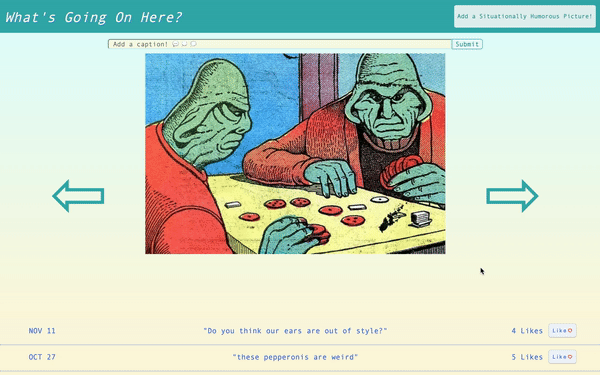 What's Going On Here?
Add a Situationally Humorous Picture!
Add a caption!
Submit
NOV 11 "Do you think our ears are out of style?" 4 Likes Like
OCT 27 "these pepperonis are weird" 5 Likes Like